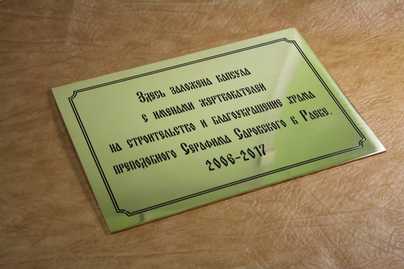 Здесь заложена капсула
с именами жертвователей
на строительство и благоукрашение храма
преподобного Серафима Саровского в Раеве.
2006-2012